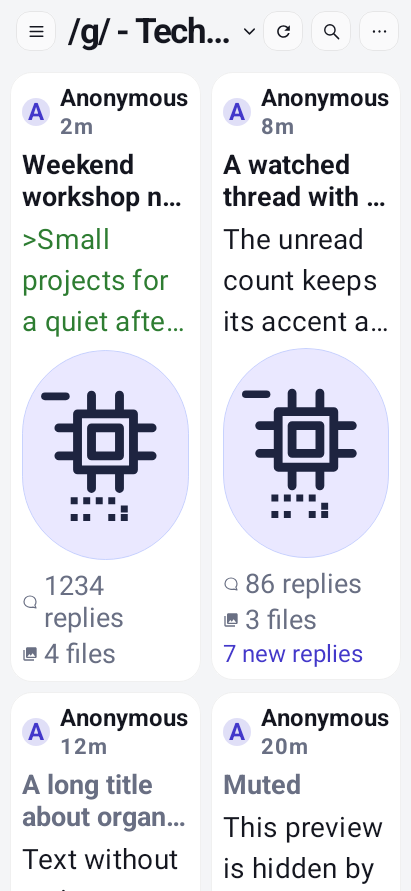 /g/ - Tech...
A
Anonymous
2m
Weekend
workshop n...
>Small
projects for
a quiet afte...
1234
replies
4 files
A
Anonymous
8m
A watched
thread with ...
The unread
count keeps
its accent a...
86 replies
3 files
7 new replies
A
Anonymous
12m
A long title
about organ...
Text without
A
Anonymous
20m
Muted
This preview
is hidden by